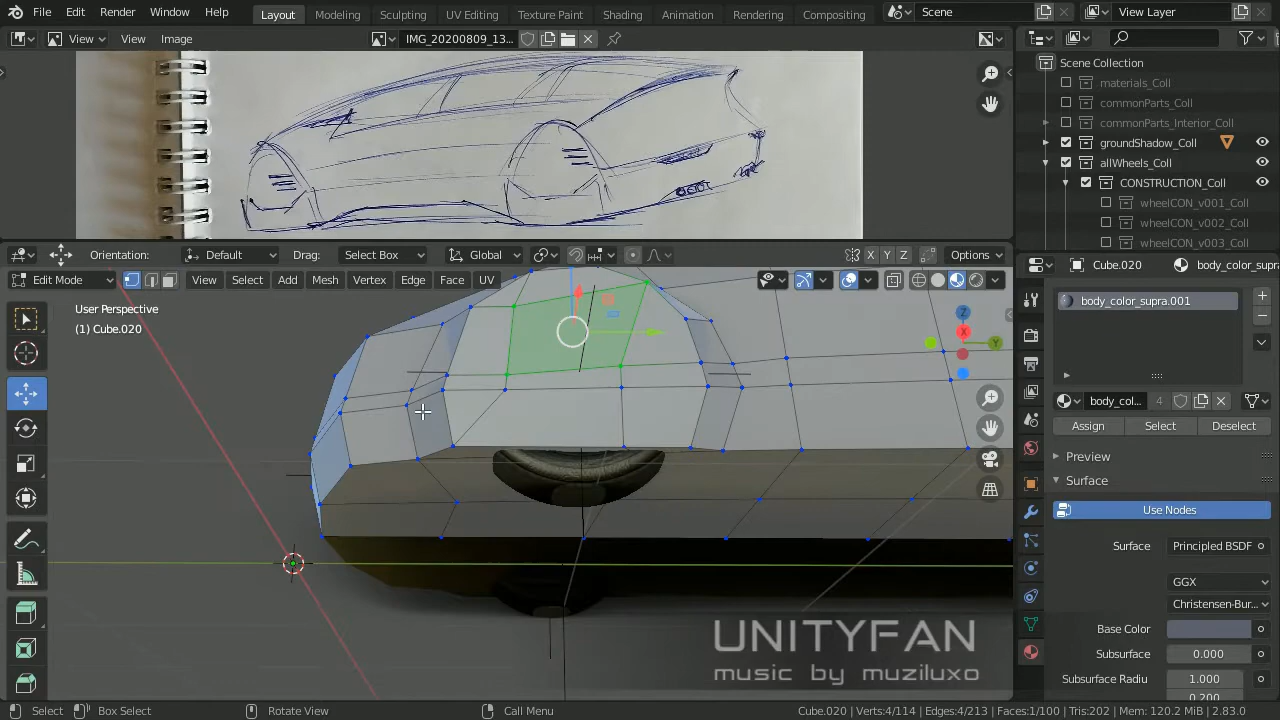 File Edit Render Window Help Layout Modeling Sculpting UV Editing Texture Paint Shading Animation Rendering Compositing Scene View Layer
View View Image IMG_20200809_13...
Scene Collection
materials_Coll
commonParts_Coll
commonParts_Interior_Coll
groundShadow_Coll
allWheels_Coll
CONSTRUCTION_Coll
wheelCON_v001_Coll
wheelCON_v002_Coll
wheelCON_v003_Coll
Orientation: Default Drag: Select Box Global X Y Z Options
Edit Mode View Select Add Mesh Vertex Edge Face UV
Cube.020 body_color_supra
User Perspective
(1) Cube.020
body_color_supra.001
Z
X
Y
body_col... 4
Assign Select Deselect
Preview
Surface
Use Nodes
Surface Principled BSDF
GGX
Christensen-Bur...
Base Color
Subsurface 0.000
Subsurface Radiu 1.000
0.200
UNITYFAN
music by muziluxo
Select Box Select Rotate View Call Menu Cube.020 | Verts:4/114 | Edges:4/213 | Faces:1/100 | Tris:202 | Mem: 120.2 MiB | 2.83.0